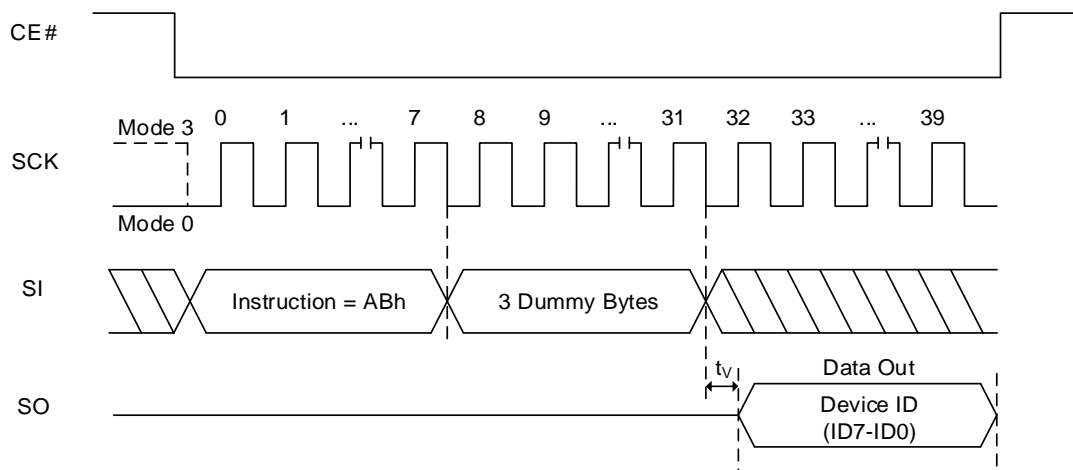 CE#
0 1 ... 7 8 9 ... 31 32 33 ... 39
Mode 3
SCK
Mode 0
SI
Instruction = ABh
3 Dummy Bytes
tV
Data Out
SO
Device ID
(ID7-ID0)